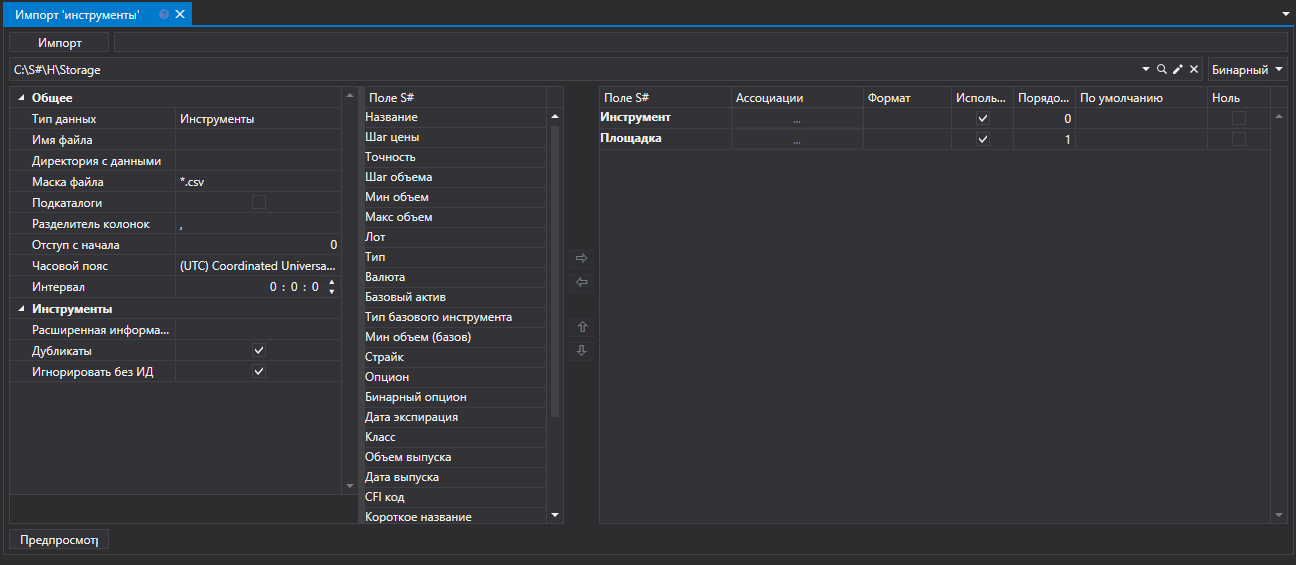 Импорт 'инструменты'
Импорт
C:\S#\H\Storage
Бинарный
Общее
Тип данных Инструменты
Имя файла
Директория с данными
Маска файла *.csv
Подкаталоги
Разделитель колонок ,
Отступ с начала 0
Часовой пояс (UTC) Coordinated Universa...
Интервал 0 : 0 : 0
Инструменты
Расширенная информа...
Дубликаты
Игнорировать без ИД
Поле S#
Название
Шаг цены
Точность
Шаг объема
Мин объем
Макс объем
Лот
Тип
Валюта
Базовый актив
Тип базового инструмента
Мин объем (базов)
Страйк
Опцион
Бинарный опцион
Дата экспирация
Класс
Объем выпуска
Дата выпуска
CFI код
Короткое название
Поле S# Ассоциации Формат Исполь... Порядо... По умолчанию Ноль
Инструмент ... 0
Площадка ... 1
Предпросмотр